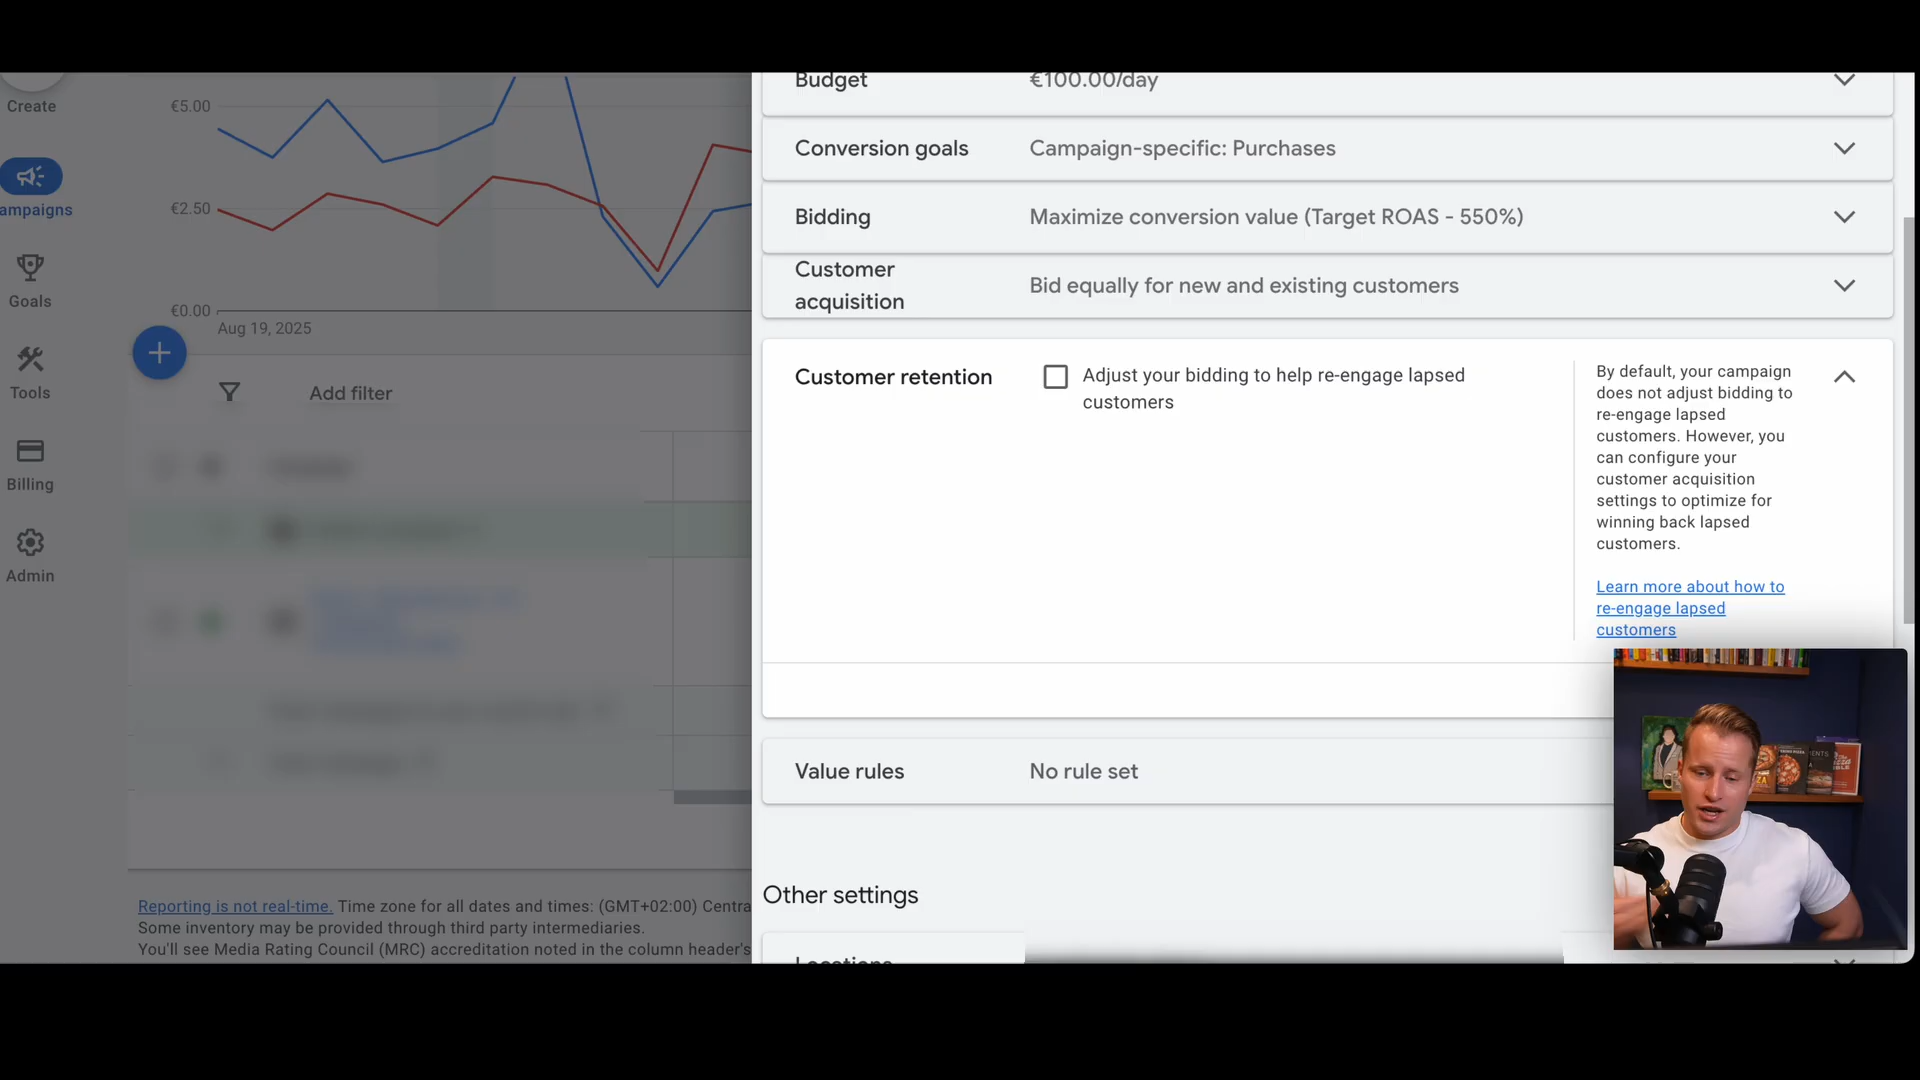 Create
ampaigns
Goals
Tools
Billing
Admin
€5.00
€2.50
€0.00
Aug 19, 2025
Add filter
Reporting is not real-time. Time zone for all dates and times: (GMT+02:00) Centra
Some inventory may be provided through third party intermediaries.
You'll see Media Rating Council (MRC) accreditation noted in the column header's
Budget €100.00/day
Conversion goals Campaign-specific: Purchases
Bidding Maximize conversion value (Target ROAS - 550%)
Customer
acquisition
Bid equally for new and existing customers
Customer retention
Adjust your bidding to help re-engage lapsed
customers
By default, your campaign
does not adjust bidding to
re-engage lapsed
customers. However, you
can configure your
customer acquisition
settings to optimize for
winning back lapsed
customers.
Learn more about how to
re-engage lapsed
customers
Value rules No rule set
Other settings
Locations